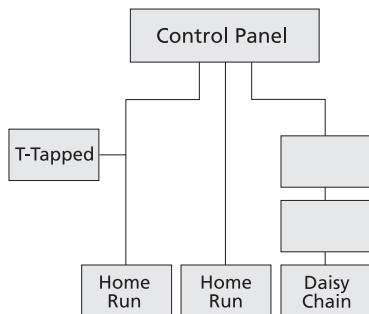 Control Panel
T-Tapped
Home
Run
Home
Run
Daisy
Chain